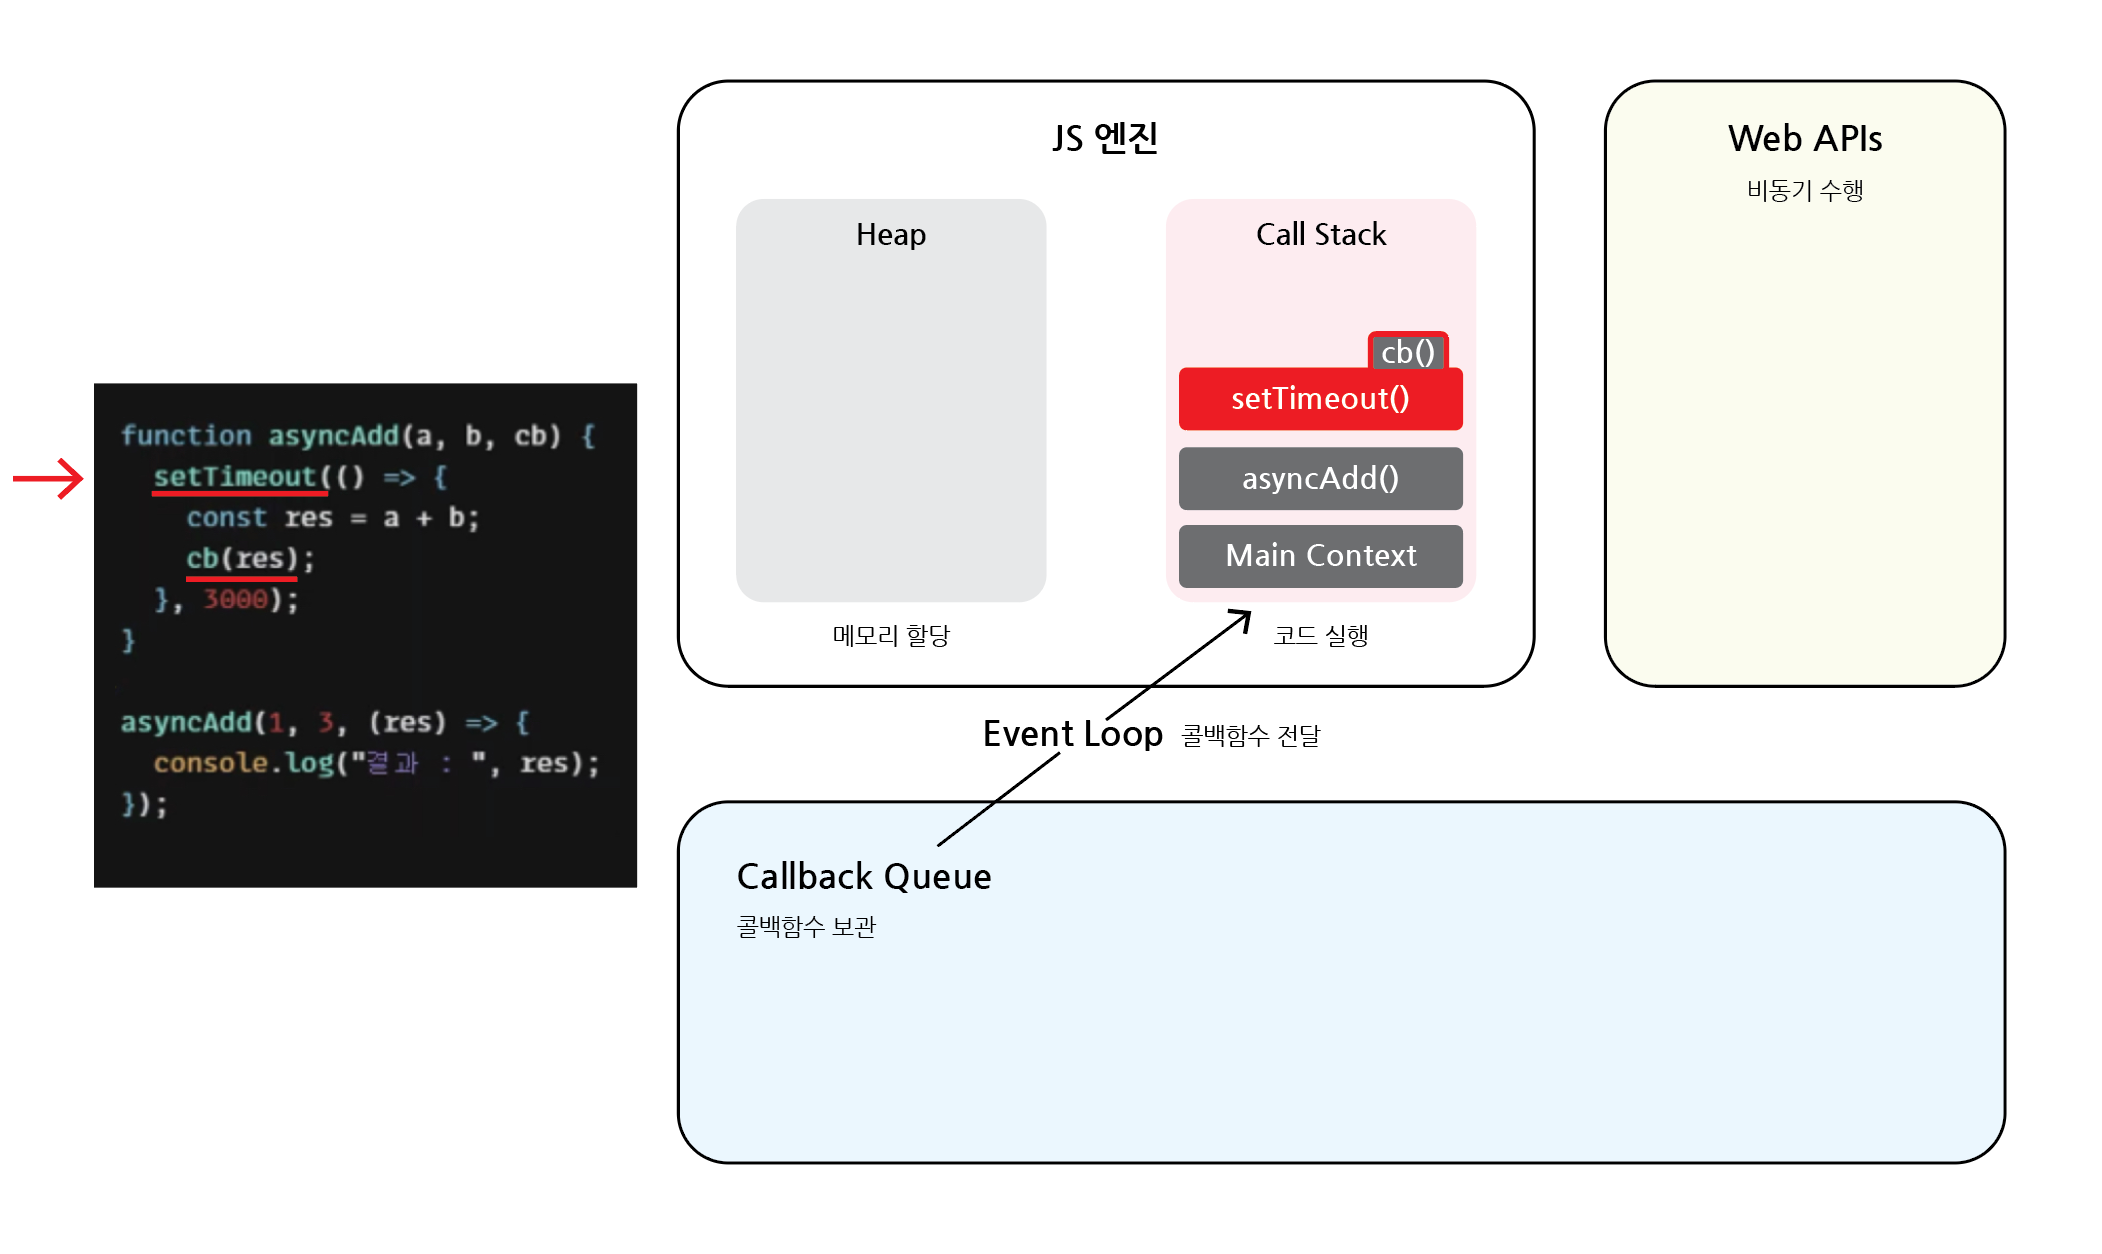 function asyncAdd(a, b, cb) {
setTimeout(() => {
const res = a + b;
cb(res);
}, 3000);
}
asyncAdd(1, 3, (res) => {
console.log("결과 : ", res);
});
JS 엔진
Heap
메모리 할당
Call Stack
cb()
setTimeout()
asyncAdd()
Main Context
코드 실행
Web APIs
비동기 수행
Event Loop 콜백함수 전달
Callback Queue
콜백함수 보관